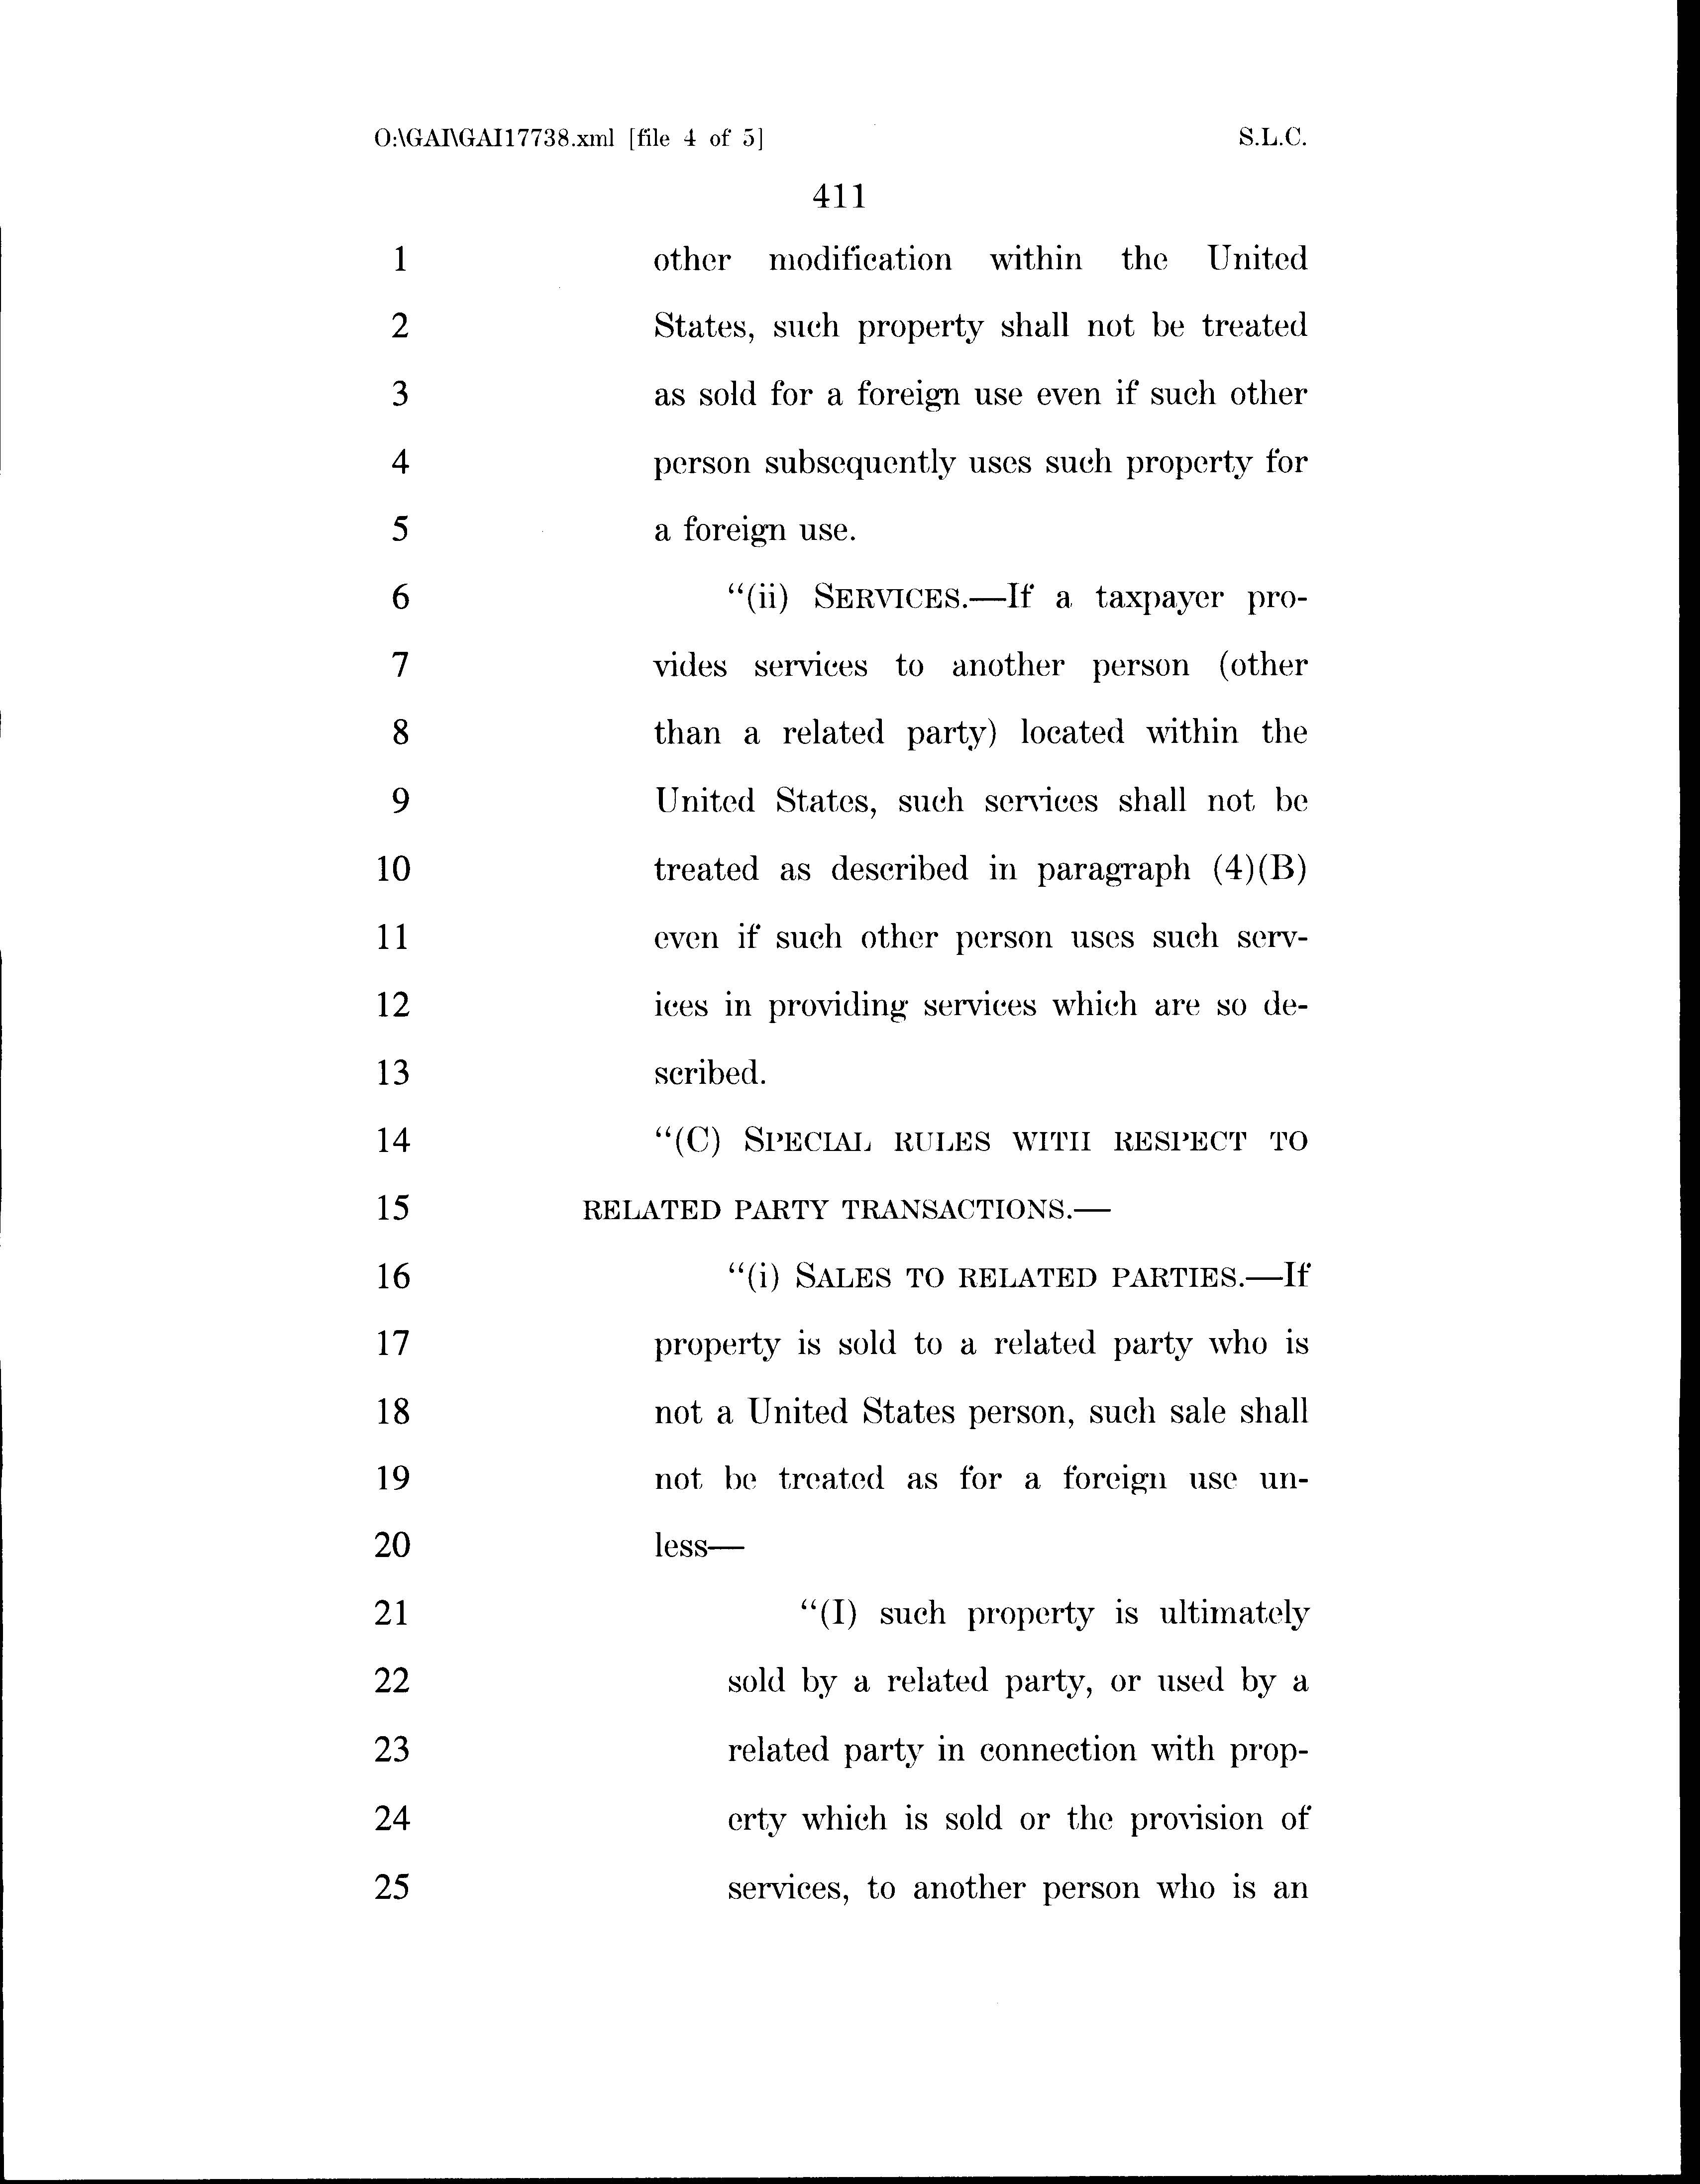 O:\GAI\GAI17738.xml [file 4 of 5] S.L.C.
411
1 other modification within the United
2 States, such property shall not be treated
3 as sold for a foreign use even if such other
4 person subsequently uses such property for
5 a foreign use.
6 “(ii) SERVICES.—If a taxpayer pro-
7 vides services to another person (other
8 than a related party) located within the
9 United States, such services shall not be
10 treated as described in paragraph (4)(B)
11 even if such other person uses such serv-
12 ices in providing services which are so de-
13 scribed.
14 “(C) SPECIAL RULES WITH RESPECT TO
15 RELATED PARTY TRANSACTIONS.—
16 “(i) SALES TO RELATED PARTIES.—If
17 property is sold to a related party who is
18 not a United States person, such sale shall
19 not be treated as for a foreign use un-
20 less—
21 “(I) such property is ultimately
22 sold by a related party, or used by a
23 related party in connection with prop-
24 erty which is sold or the provision of
25 services, to another person who is an